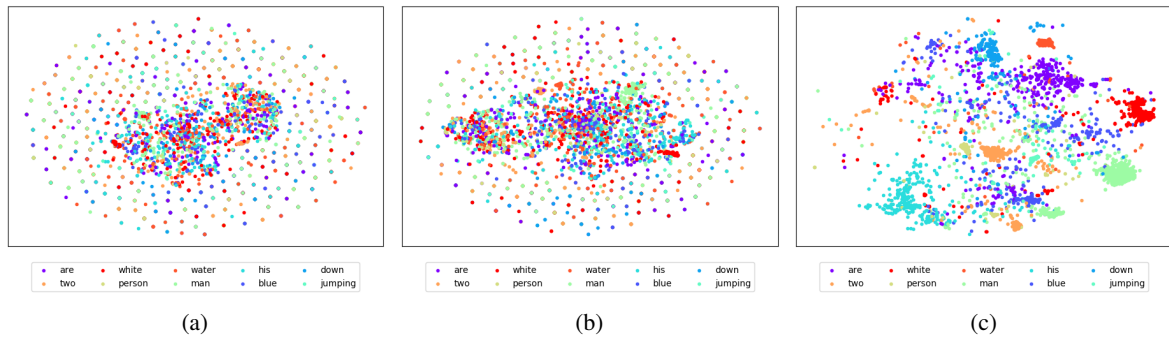 are white water his down
two person man blue jumping
(a)
are white water his down
two person man blue jumping
(b)
are white water his down
two person man blue jumping
(c)